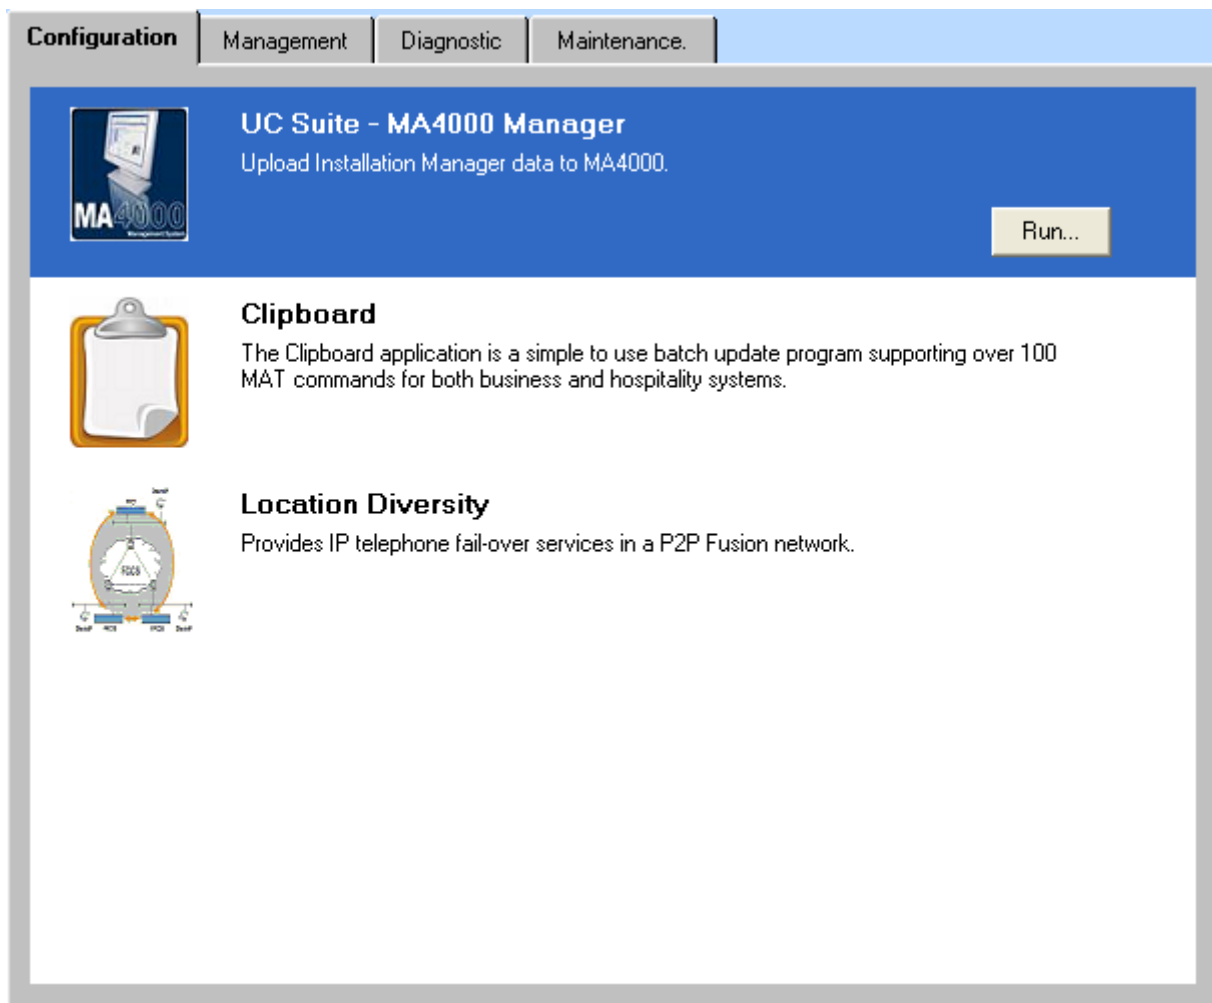 Configuration
Management
Diagnostic
Maintenance.
UC Suite - MA4000 Manager
Upload Installation Manager data to MA4000.
MA4000
Run...
Clipboard
The Clipboard application is a simple to use batch update program supporting over 100
MAT commands for both business and hospitality systems.
Location Diversity
Provides IP telephone fail-over services in a P2P Fusion network.
FCCS